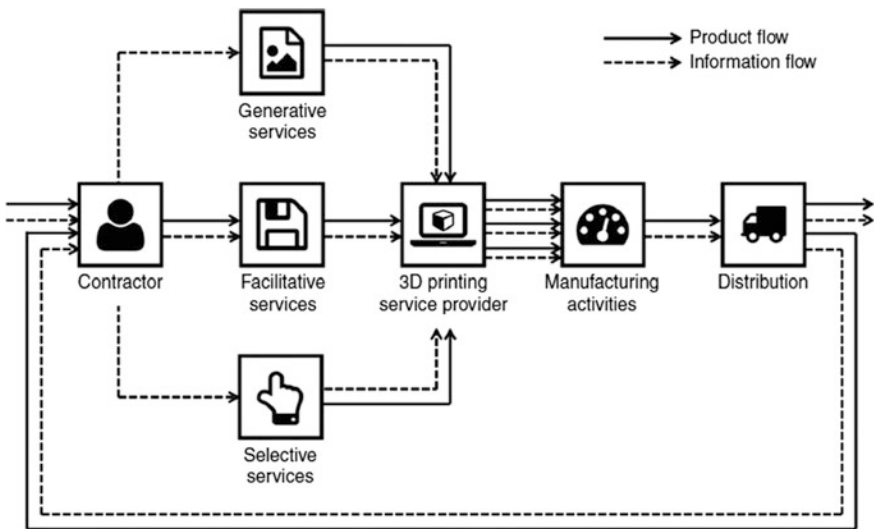 Product flow
Information flow
Generative
services
Contractor
Facilitative
services
3D printing
service provider
Manufacturing
activities
Distribution
Selective
services